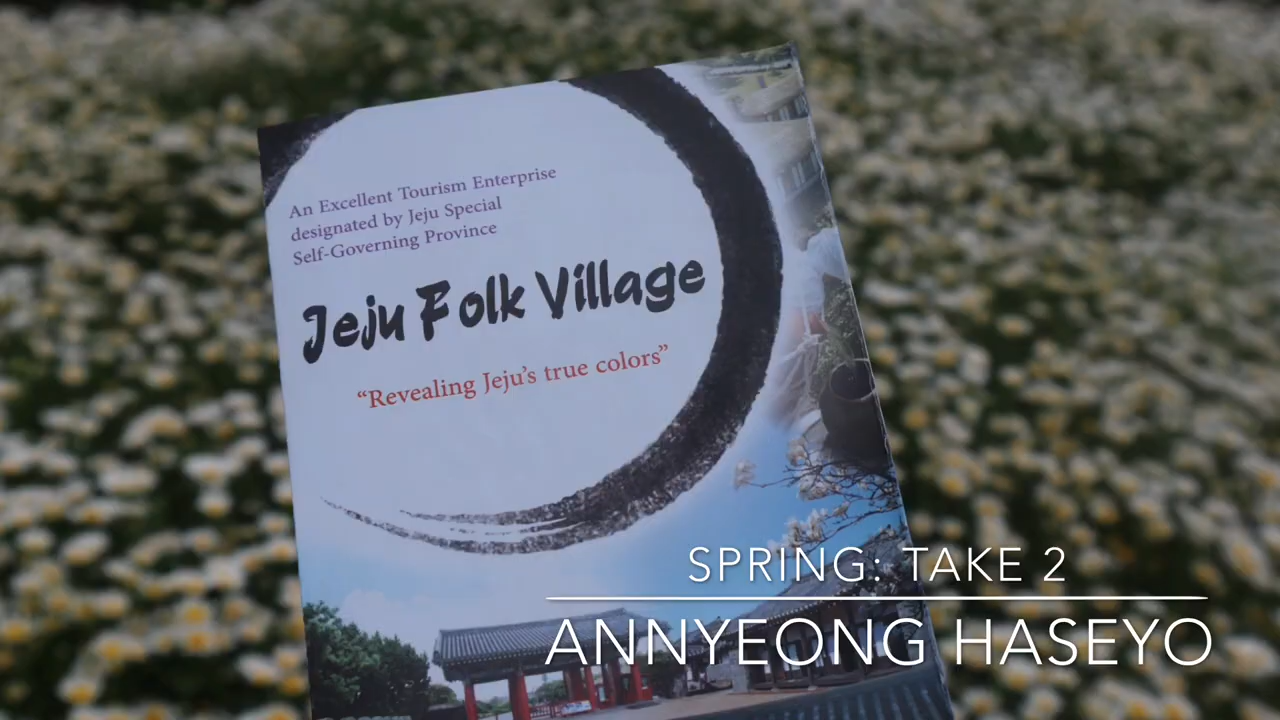 An Excellent Tourism Enterprise
designated by Jeju Special
Self-Governing Province
Jeju Folk Village
“Revealing Jeju’s true colors”
SPRING: TAKE 2
ANNYEONG HASEYO